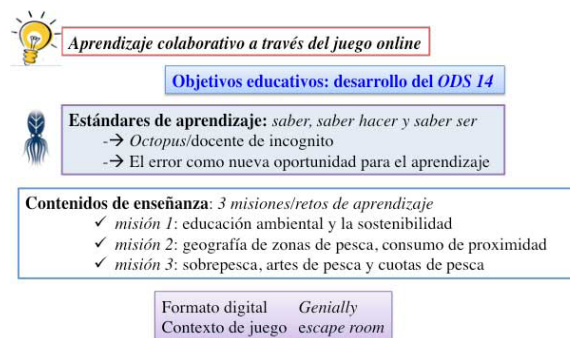 Aprendizaje colaborativo a través del juego online
Objetivos educativos: desarrollo del ODS 14
Estándares de aprendizaje: saber, saber hacer y saber ser
-→ Octopus/docente de incognito
-→ El error como nueva oportunidad para el aprendizaje
Contenidos de enseñanza: 3 misiones/retos de aprendizaje
✓ misión 1: educación ambiental y la sostenibilidad
✓ misión 2: geografía de zonas de pesca, consumo de proximidad
✓ misión 3: sobrepesca, artes de pesca y cuotas de pesca
Formato digital Genially
Contexto de juego escape room